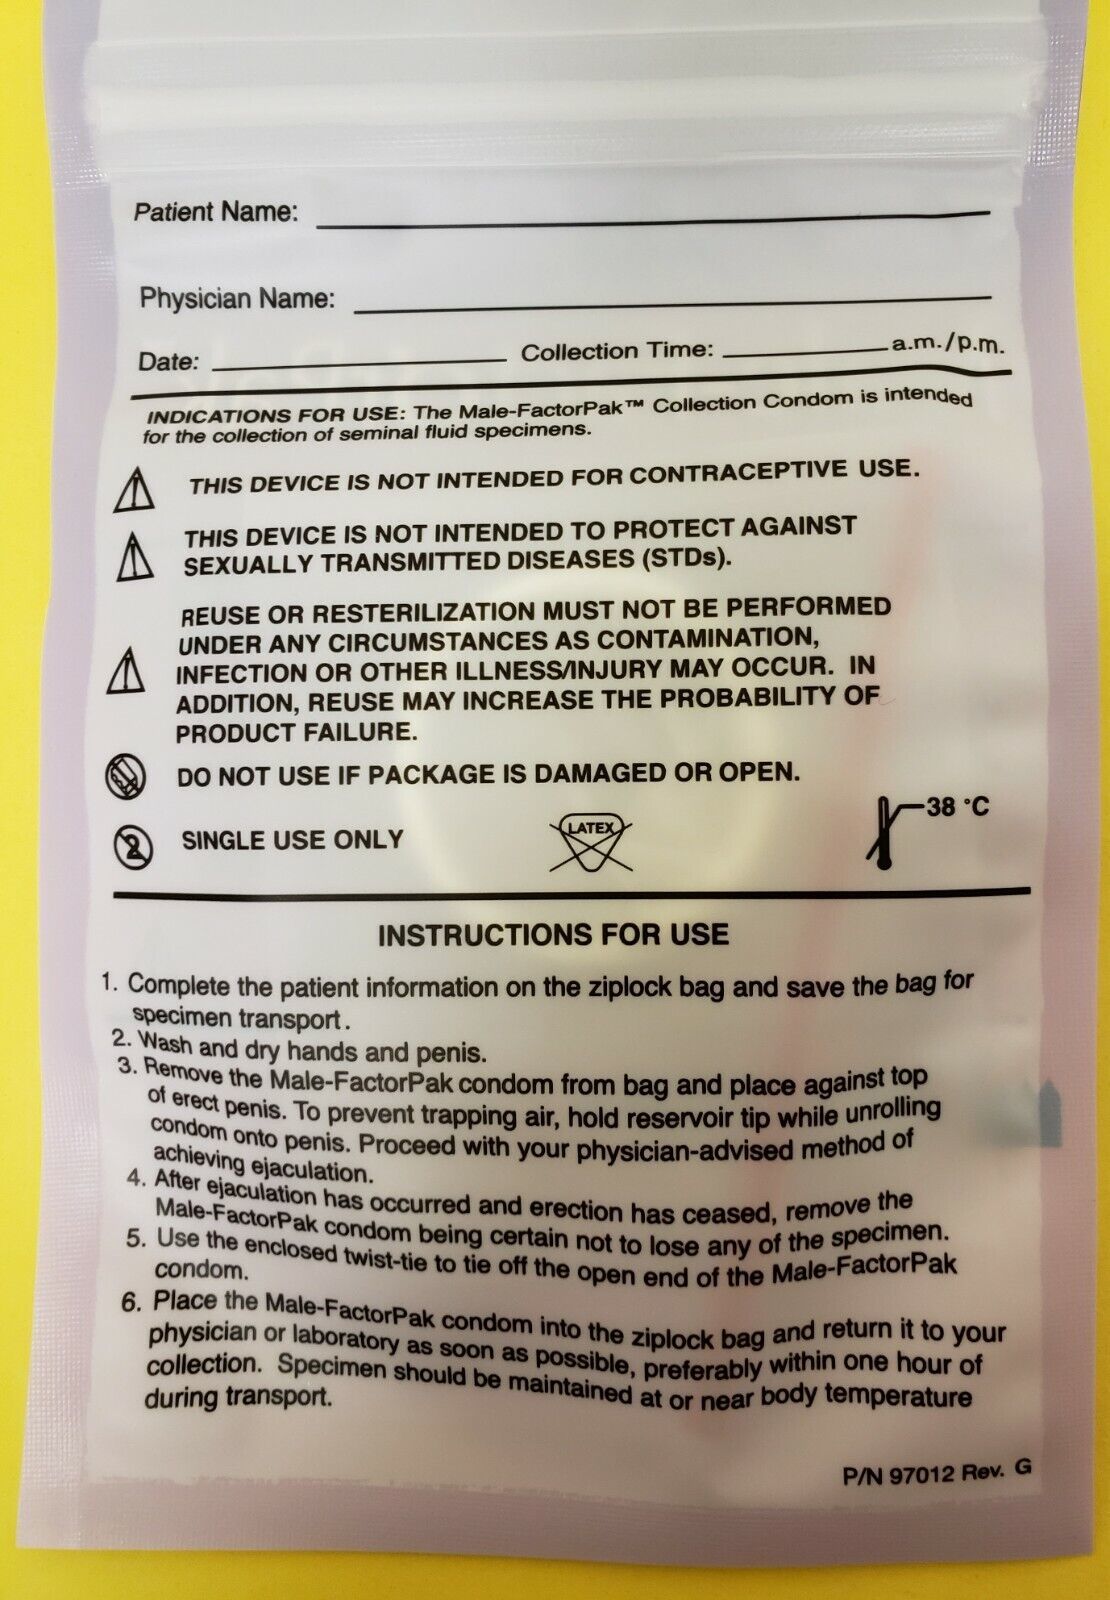 Patient Name:
Physician Name:
Date: Collection Time: a.m./p.m.
INDICATIONS FOR USE: The Male-FactorPak™ Collection Condom is intended
for the collection of seminal fluid specimens.
THIS DEVICE IS NOT INTENDED FOR CONTRACEPTIVE USE.
THIS DEVICE IS NOT INTENDED TO PROTECT AGAINST
SEXUALLY TRANSMITTED DISEASES (STDs).
REUSE OR RESTERILIZATION MUST NOT BE PERFORMED
UNDER ANY CIRCUMSTANCES AS CONTAMINATION,
INFECTION OR OTHER ILLNESS/INJURY MAY OCCUR. IN
ADDITION, REUSE MAY INCREASE THE PROBABILITY OF
PRODUCT FAILURE.
DO NOT USE IF PACKAGE IS DAMAGED OR OPEN.
2 SINGLE USE ONLY LATEX 38 °C
INSTRUCTIONS FOR USE
1. Complete the patient information on the ziplock bag and save the bag for
specimen transport.
2. Wash and dry hands and penis.
3. Remove the Male-FactorPak condom from bag and place against top
of erect penis. To prevent trapping air, hold reservoir tip while unrolling
condom onto penis. Proceed with your physician-advised method of
achieving ejaculation.
4. After ejaculation has occurred and erection has ceased, remove the
Male-FactorPak condom being certain not to lose any of the specimen.
5. Use the enclosed twist-tie to tie off the open end of the Male-FactorPak
condom.
6. Place the Male-FactorPak condom into the ziplock bag and return it to your
physician or laboratory as soon as possible, preferably within one hour of
collection. Specimen should be maintained at or near body temperature
during transport.
P/N 97012 Rev. G